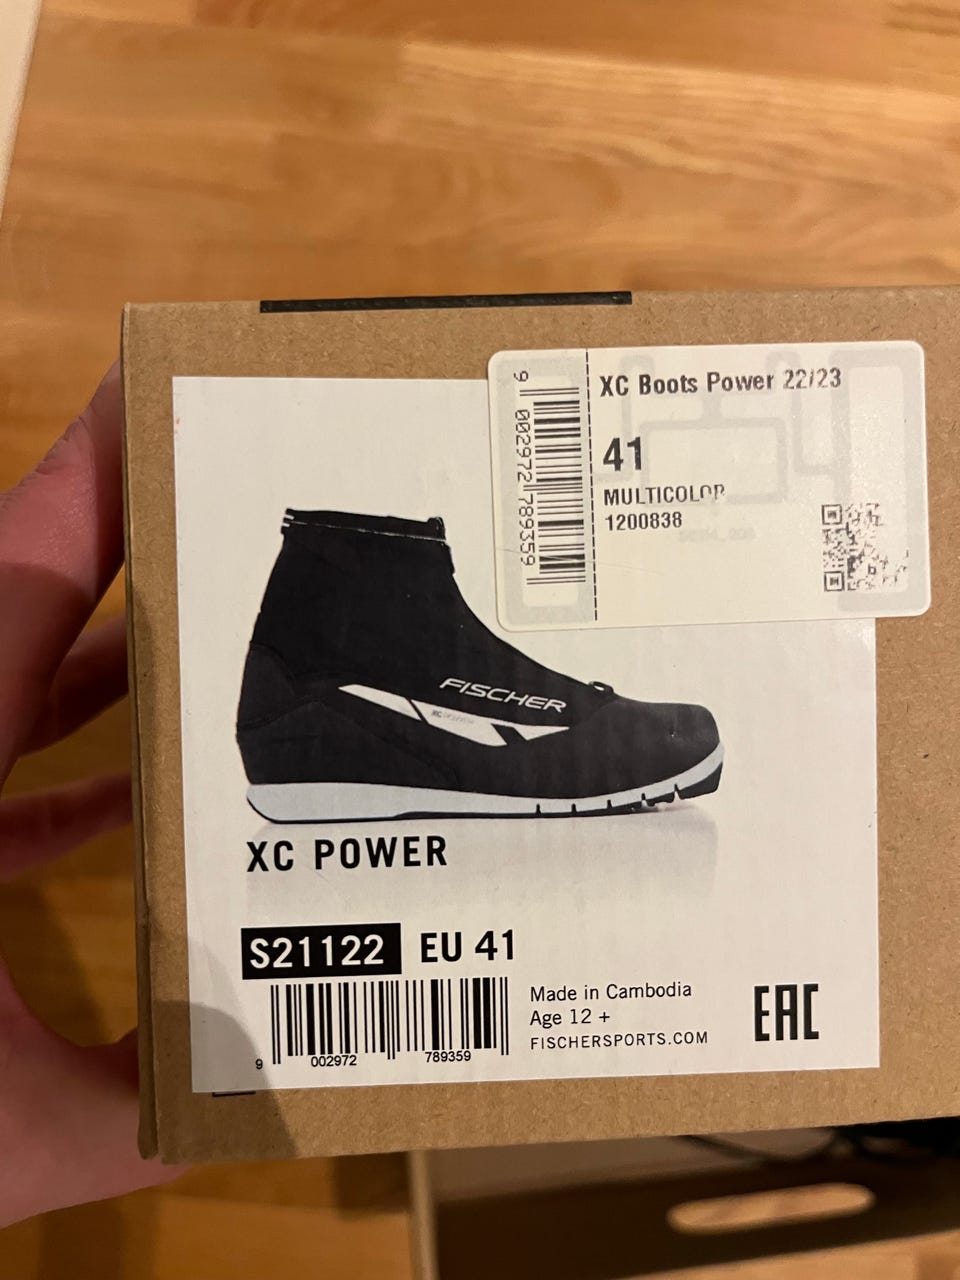 XC Boots Power 22/23
41
MULTICOLOR
1200838
9 002972 789359
FISCHER
XC POWER
S21122 EU 41
9 002972 789359
Made in Cambodia
Age 12 +
FISCHERSPORTS.COM
EAC